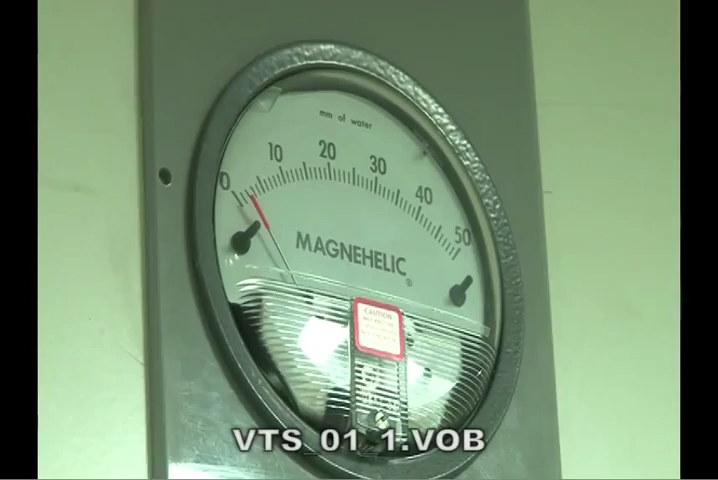 mm of water
0 10 20 30 40 50
MAGNEHELIC
®
CAUTION
VTS_01_1.VOB